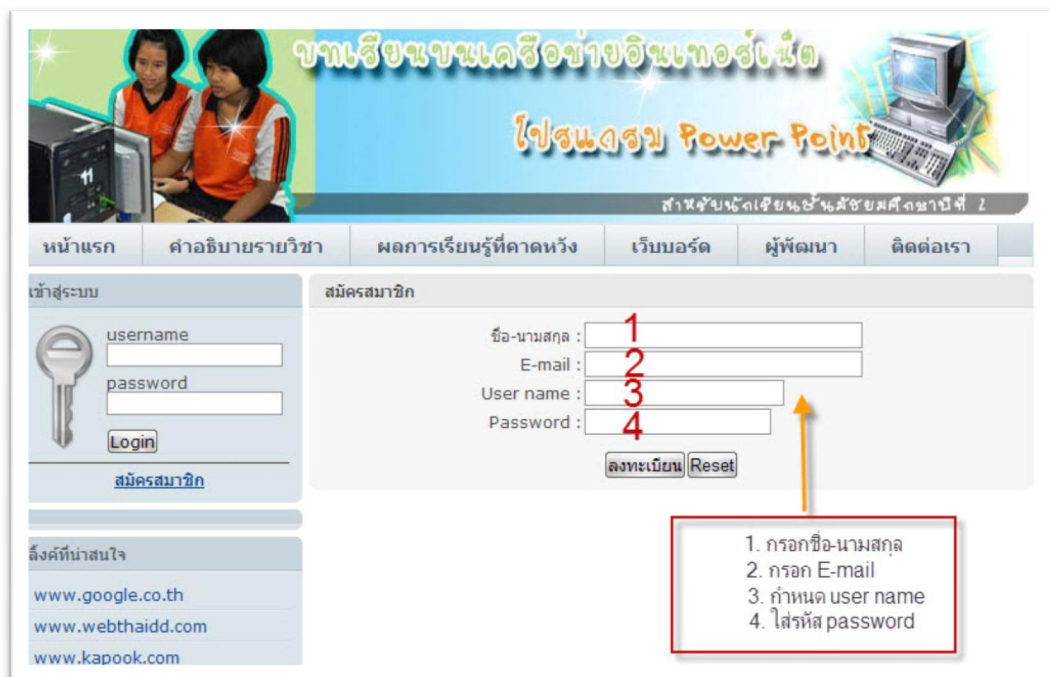 บทเรียนบนเครือข่ายอินเทอร์เน็ต
โปรแกรม Power Point
สำหรับนักเรียนชั้นมัธยมศึกษาปีที่ 2
11
หน้าแรก คำอธิบายรายวิชา ผลการเรียนรู้ที่คาดหวัง เว็บบอร์ด ผู้พัฒนา ติดต่อเรา
เข้าสู่ระบบ
username
password
Login
สมัครสมาชิก
ลิ้งค์ที่น่าสนใจ
www.google.co.th
www.webthaidd.com
www.kapook.com
สมัครสมาชิก
ชื่อ-นามสกุล : 1
E-mail : 2
User name : 3
Password : 4
ลงทะเบียน Reset
1. กรอกชื่อ-นามสกุล
2. กรอก E-mail
3. กำหนด user name
4. ใส่รหัส password